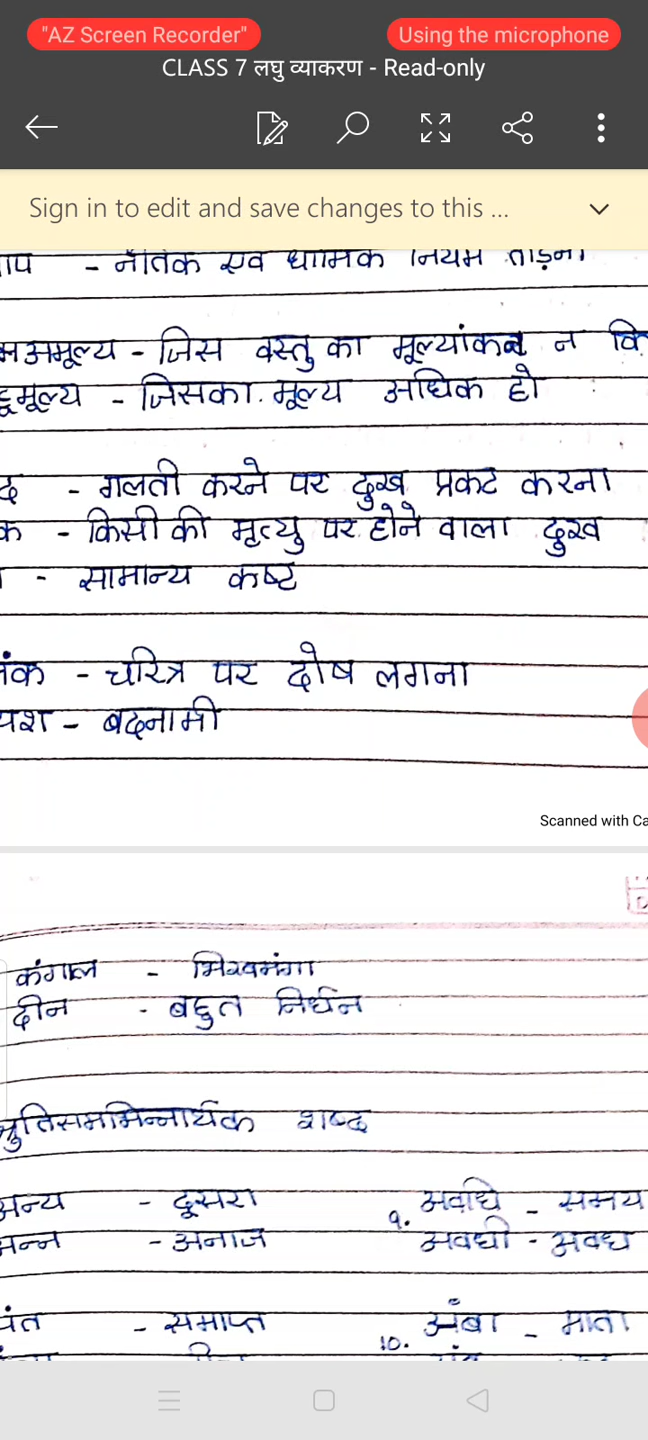 "AZ Screen Recorder" Using the microphone
CLASS 7 लघु व्याकरण - Read-only
Sign in to edit and save changes to this ...
नैतिक एवं धार्मिक नियम तोड़ना
अमूल्य - जिस वस्तु का मूल्यांकन न
मूल्य - जिसका मूल्य अधिक हो
द - गलती करने पर दुख प्रकट करना
क - किसी की मृत्यु पर होने वाला दुख
- सामान्य कष्ट
ंक - चरित्र पर दोष लगना
यश - बदनामी
Scanned with Ca
कंगाल - भिखमंगा
दीन - बहुत निर्धन
श्रुतिसमभिन्नार्थक शब्द
अन्य - दूसरा 9. अवधि - समय
अन्न - अनाज अवधी - अवध
ंत - समाप्त 10. अँबा - माता